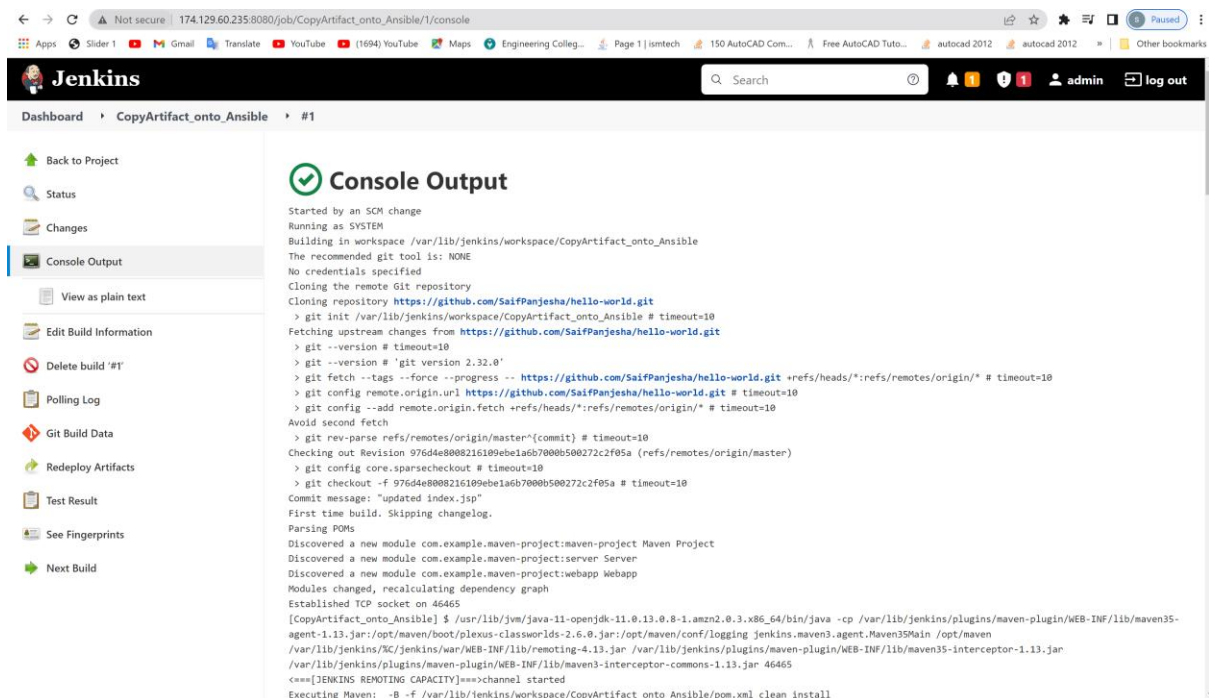 Not secure | 174.129.60.235:8080/job/CopyArtifact_onto_Ansible/1/console
S Paused
Apps Slider 1 M Gmail Translate YouTube (1694) YouTube Maps Engineering Colleg... Page 1 | ismtech 150 AutoCAD Com... Free AutoCAD Tuto... autocad 2012 autocad 2012 » Other bookmarks
Jenkins
Search
1 1 admin log out
Dashboard CopyArtifact_onto_Ansible #1
Back to Project
Status
Changes
Console Output
View as plain text
Edit Build Information
Delete build '#1'
Polling Log
Git Build Data
Redeploy Artifacts
Test Result
See Fingerprints
Next Build
Console Output
Started by an SCM change
Running as SYSTEM
Building in workspace /var/lib/jenkins/workspace/CopyArtifact_onto_Ansible
The recommended git tool is: NONE
No credentials specified
Cloning the remote Git repository
Cloning repository https://github.com/SaifPanjesha/hello-world.git
> git init /var/lib/jenkins/workspace/CopyArtifact_onto_Ansible # timeout=10
Fetching upstream changes from https://github.com/SaifPanjesha/hello-world.git
> git --version # timeout=10
> git --version # 'git version 2.32.0'
> git fetch --tags --force --progress -- https://github.com/SaifPanjesha/hello-world.git +refs/heads/*:refs/remotes/origin/* # timeout=10
> git config remote.origin.url https://github.com/SaifPanjesha/hello-world.git # timeout=10
> git config --add remote.origin.fetch +refs/heads/*:refs/remotes/origin/* # timeout=10
Avoid second fetch
> git rev-parse refs/remotes/origin/master^{commit} # timeout=10
Checking out Revision 976d4e8008216109ebe1a6b7000b500272c2f05a (refs/remotes/origin/master)
> git config core.sparsecheckout # timeout=10
> git checkout -f 976d4e8008216109ebe1a6b7000b500272c2f05a # timeout=10
Commit message: "updated index.jsp"
First time build. Skipping changelog.
Parsing POMs
Discovered a new module com.example.maven-project:maven-project Maven Project
Discovered a new module com.example.maven-project:server Server
Discovered a new module com.example.maven-project:webapp Webapp
Modules changed, recalculating dependency graph
Established TCP socket on 46465
[CopyArtifact_onto_Ansible] $ /usr/lib/jvm/java-11-openjdk-11.0.13.0.8-1.amzn2.0.3.x86_64/bin/java -cp /var/lib/jenkins/plugins/maven-plugin/WEB-INF/lib/maven35-
agent-1.13.jar:/opt/maven/boot/plexus-classworlds-2.6.0.jar:/opt/maven/conf/logging jenkins.maven3.agent.Maven35Main /opt/maven
/var/lib/jenkins/%C/jenkins/war/WEB-INF/lib/remoting-4.13.jar /var/lib/jenkins/plugins/maven-plugin/WEB-INF/lib/maven35-interceptor-1.13.jar
/var/lib/jenkins/plugins/maven-plugin/WEB-INF/lib/maven3-interceptor-commons-1.13.jar 46465
<===[JENKINS REMOTING CAPACITY]===>channel started
Executing Maven: -B -f /var/lib/jenkins/workspace/CopyArtifact_onto_Ansible/pom.xml clean install